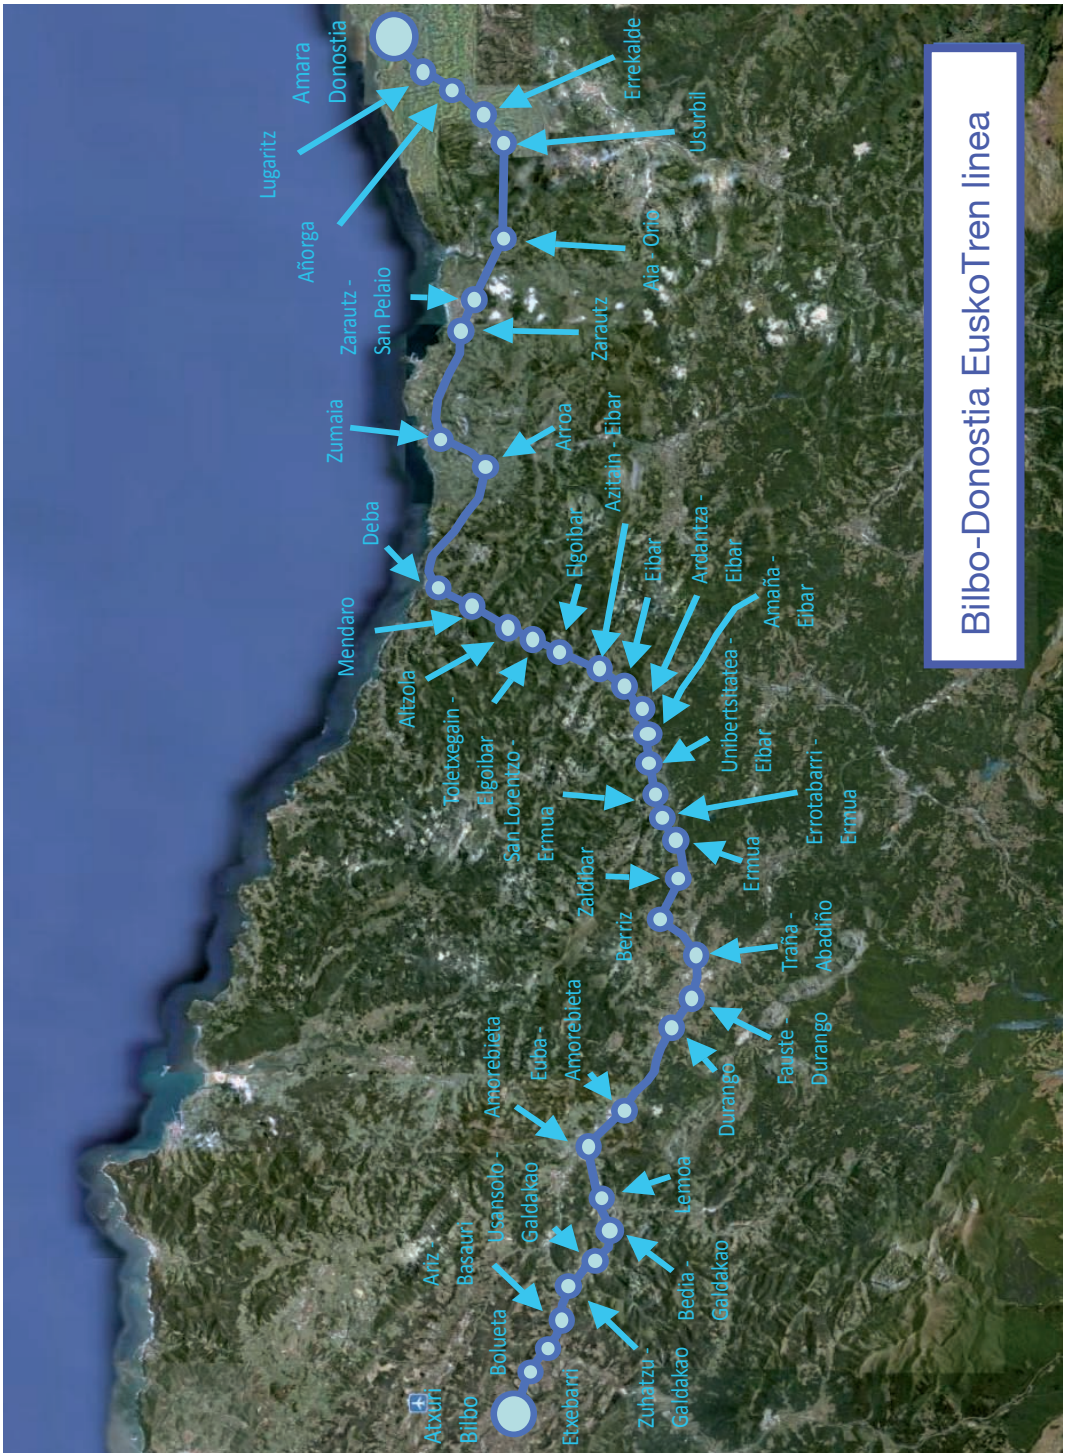 Atxuri
Bilbo
Bolueta
Etxebarri
Ariz -
Basauri
Zuhatzu -
Galdakao
Usansolo -
Galdakao
Bedia -
Galdakao
Lemoa
Amorebieta
Euba -
Amorebieta
Durango
Fauste -
Durango
Traña -
Abadiño
Berriz
Zaldibar
Ermua
Errotabarri -
Ermua
San Lorentzo -
Ermua
Unibertsitatea -
Eibar
Amaña -
Eibar
Ardantza -
Eibar
Eibar
Azitain - Eibar
Elgoibar
Toletxegain -
Elgoibar
Altzola
Mendaro
Deba
Arroa
Zumaia
Zarautz
Zarautz -
San Pelaio
Aia - Orio
Usurbil
Errekalde
Añorga
Lugaritz
Amara
Donostia
Bilbo-Donostia EuskoTren linea